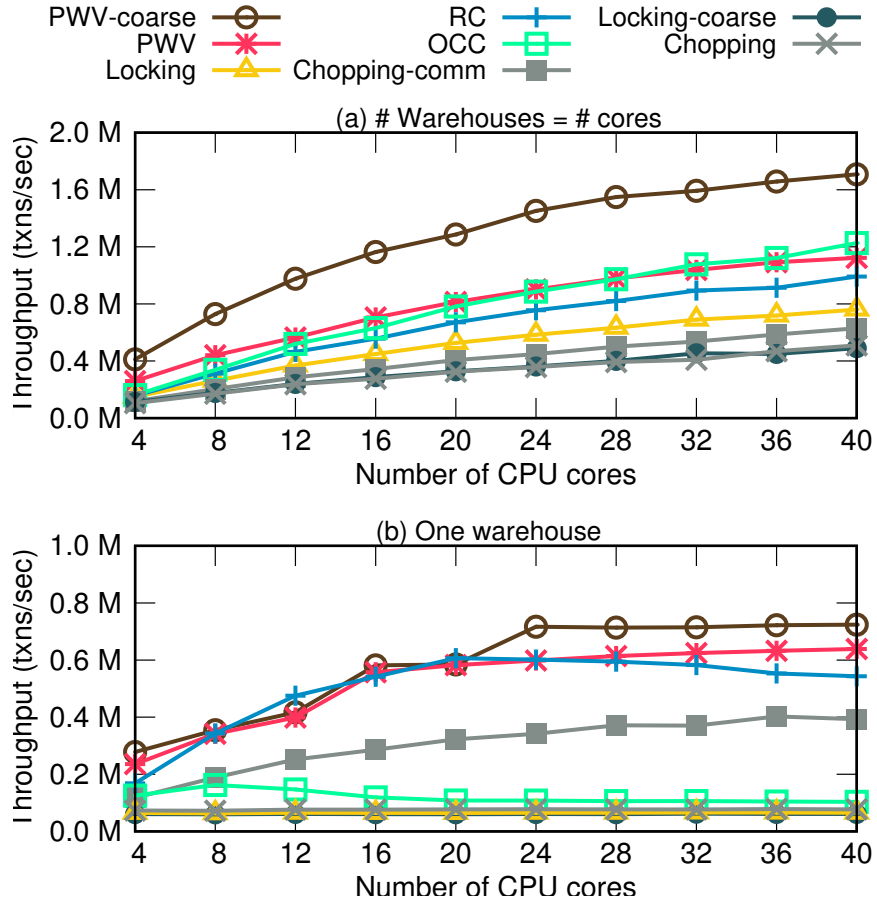 PWV-coarse RC Locking-coarse
PWV OCC Chopping
Locking Chopping-comm
(a) # Warehouses = # cores
Throughput (txns/sec)
2.0 M
1.6 M
1.2 M
0.8 M
0.4 M
0.0 M
4 8 12 16 20 24 28 32 36 40
Number of CPU cores
(b) One warehouse
Throughput (txns/sec)
1.0 M
0.8 M
0.6 M
0.4 M
0.2 M
0.0 M
4 8 12 16 20 24 28 32 36 40
Number of CPU cores